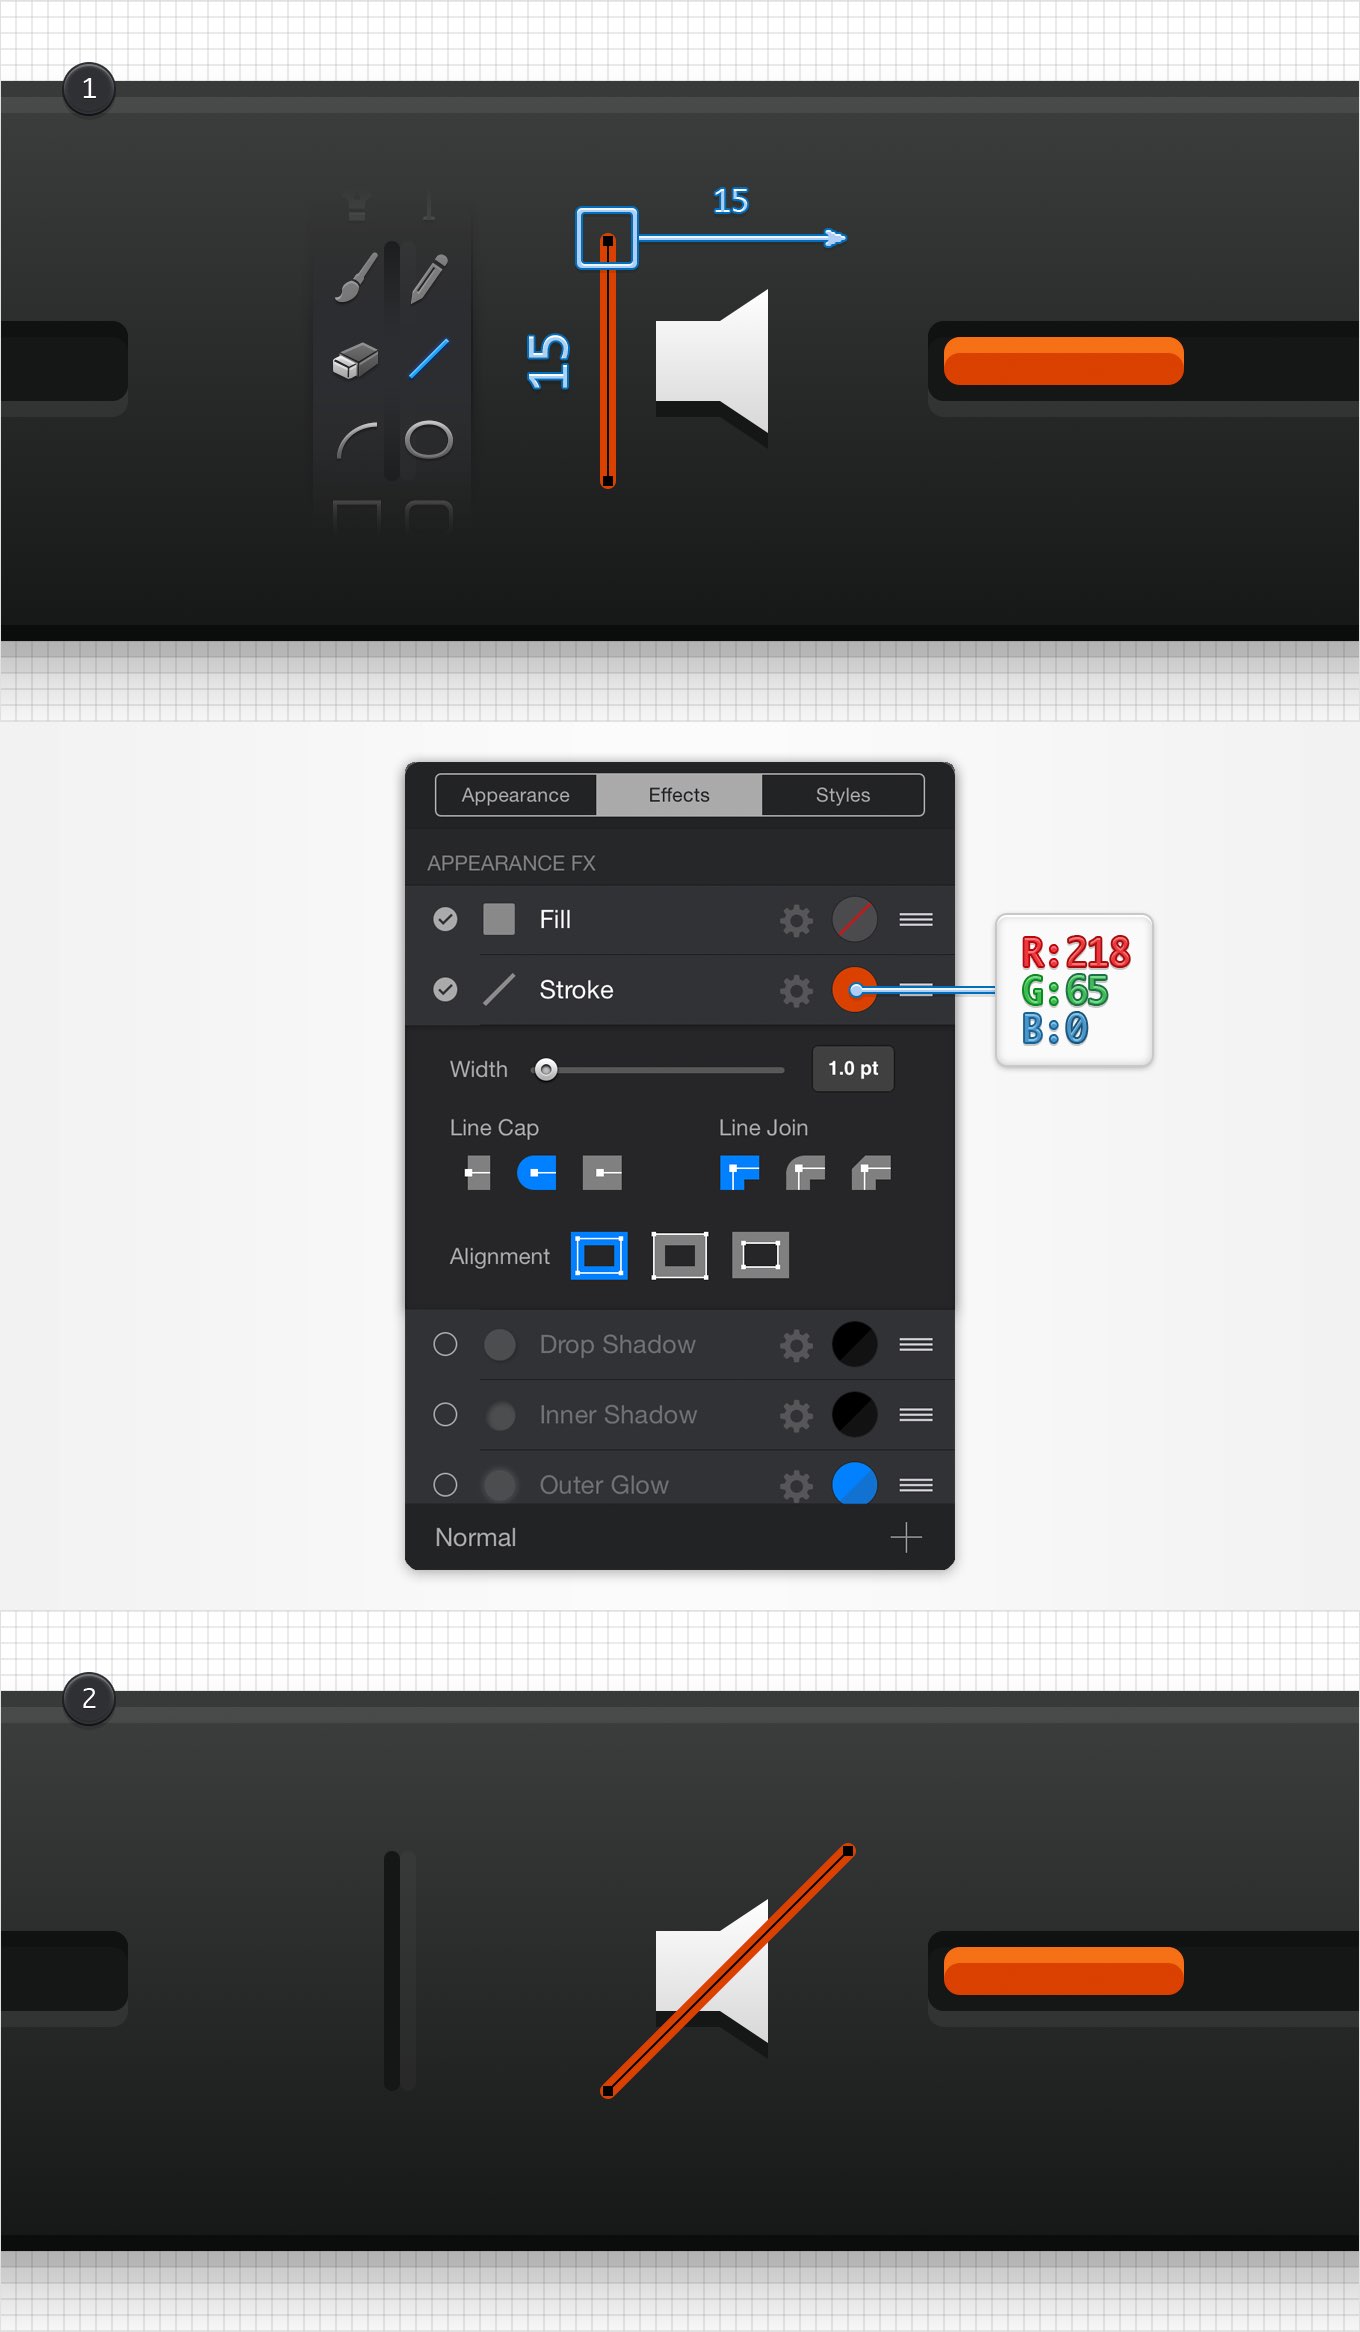 1
15
15
Appearance Effects Styles
APPEARANCE FX
Fill
Stroke
R:218
G:65
B:0
Width 1.0 pt
Line Cap Line Join
Alignment
Drop Shadow
Inner Shadow
Outer Glow
Normal
2